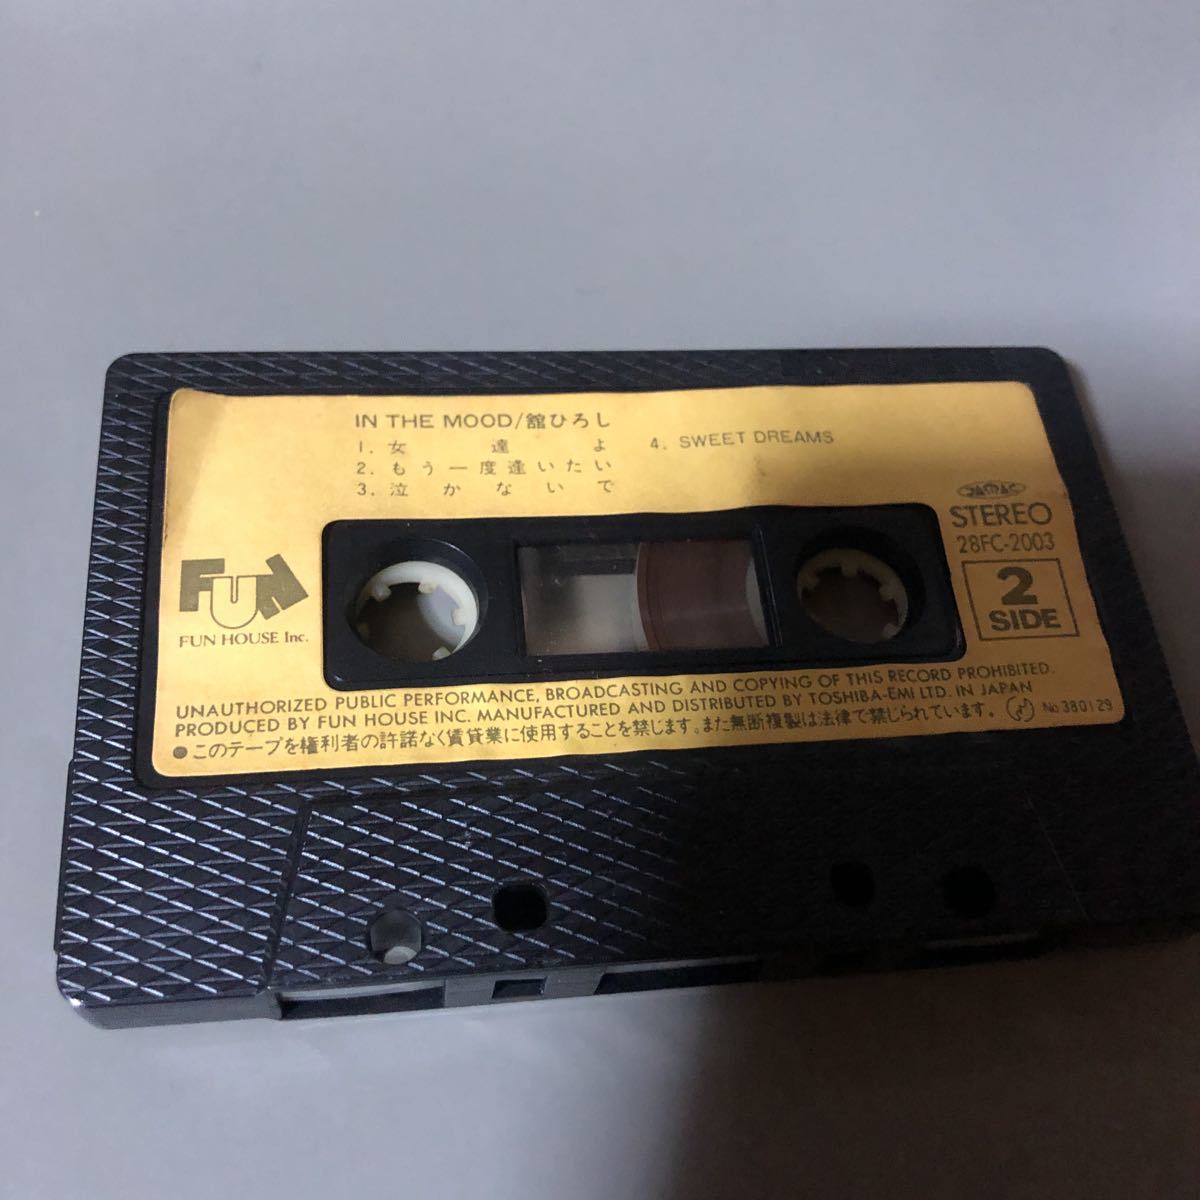 IN THE MOOD/舘ひろし
1. 女達よ
2. もう一度逢いたい
3. 泣かないで
4. SWEET DREAMS
JASRAC
STEREO
28FC-2003
2
SIDE
FUN
FUN HOUSE Inc.
UNAUTHORIZED PUBLIC PERFORMANCE, BROADCASTING AND COPYING OF THIS RECORD PROHIBITED.
PRODUCED BY FUN HOUSE INC. MANUFACTURED AND DISTRIBUTED BY TOSHIBA-EMI LTD. IN JAPAN
●このテープを権利者の許諾なく賃貸業に使用することを禁じます。また無断複製は法律で禁じられています。 No.380129